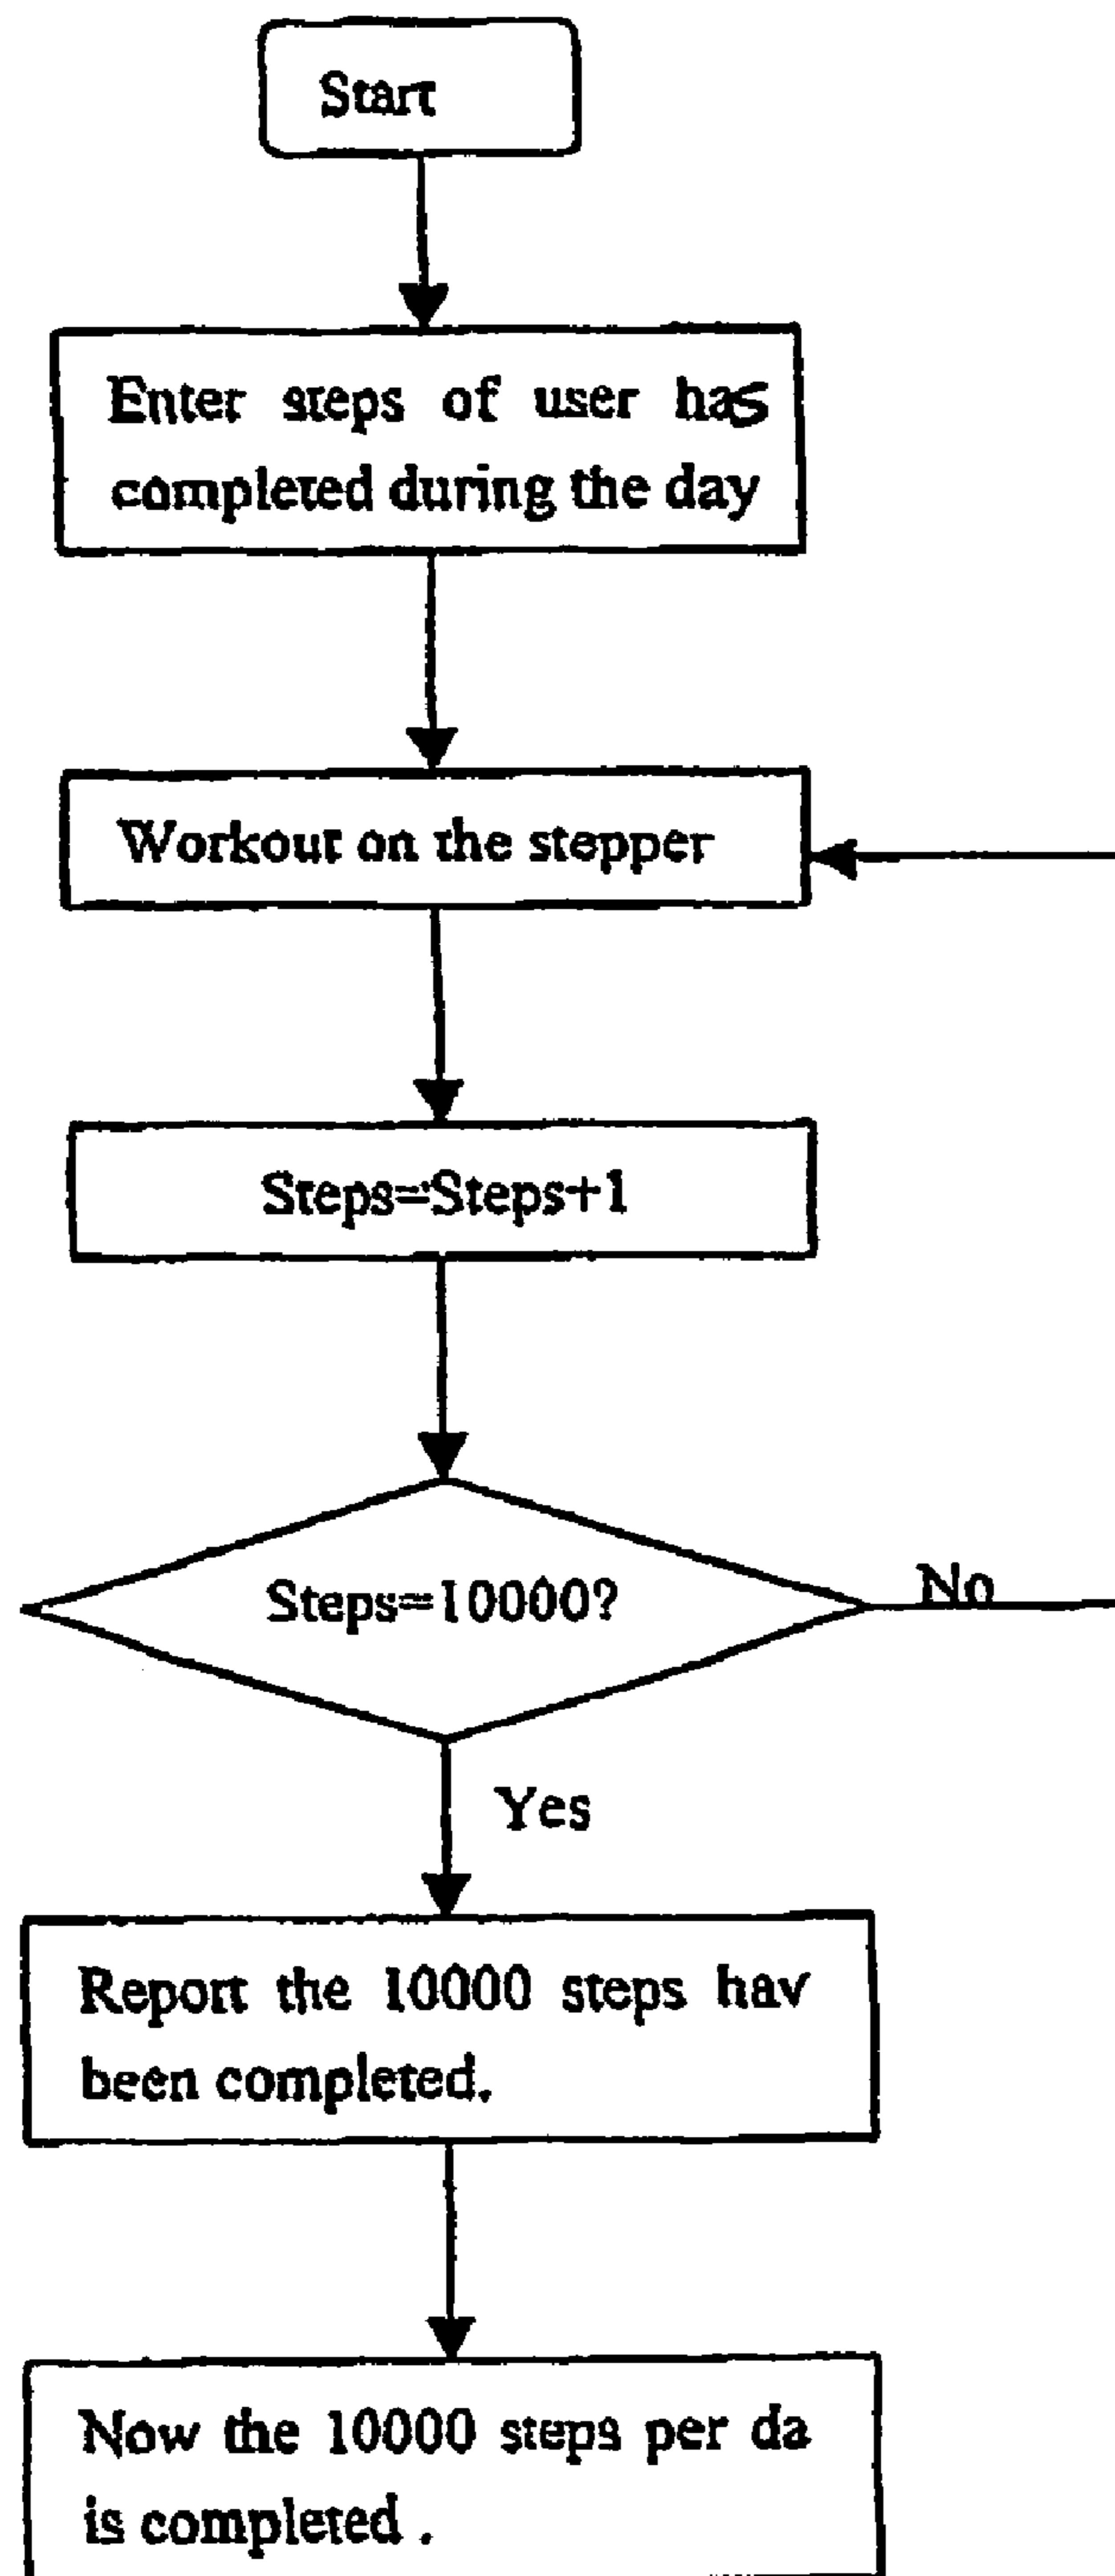 Start
Enter steps of user has
completed during the day
Workout on the stepper
Steps=Steps+1
Steps=10000?
No
Yes
Report the 10000 steps hav
been completed.
Now the 10000 steps per da
is completed .